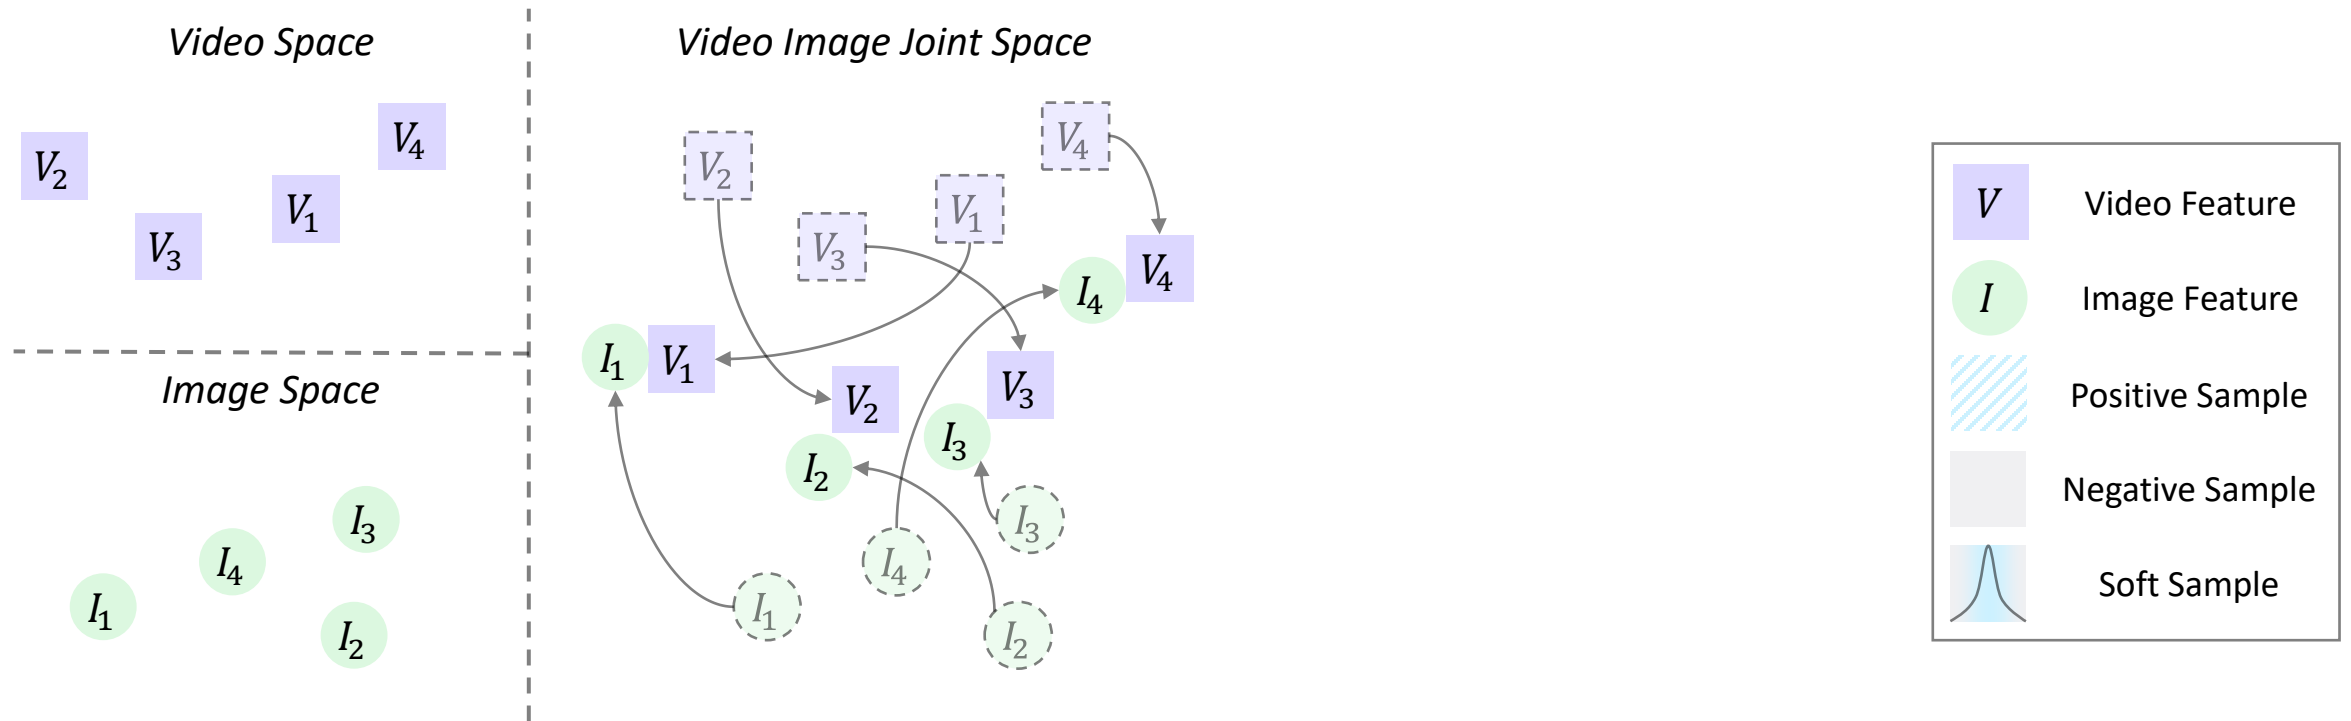 Video Space
V₂
V₃
V₁
V₄
Image Space
I₁
I₄
I₃
I₂
Video Image Joint Space
V₂
V₃
V₁
V₄
I₄
V₄
I₁
V₁
V₂
V₃
I₃
I₂
I₃
I₄
I₁
I₂
V Video Feature
I Image Feature
Positive Sample
Negative Sample
Soft Sample